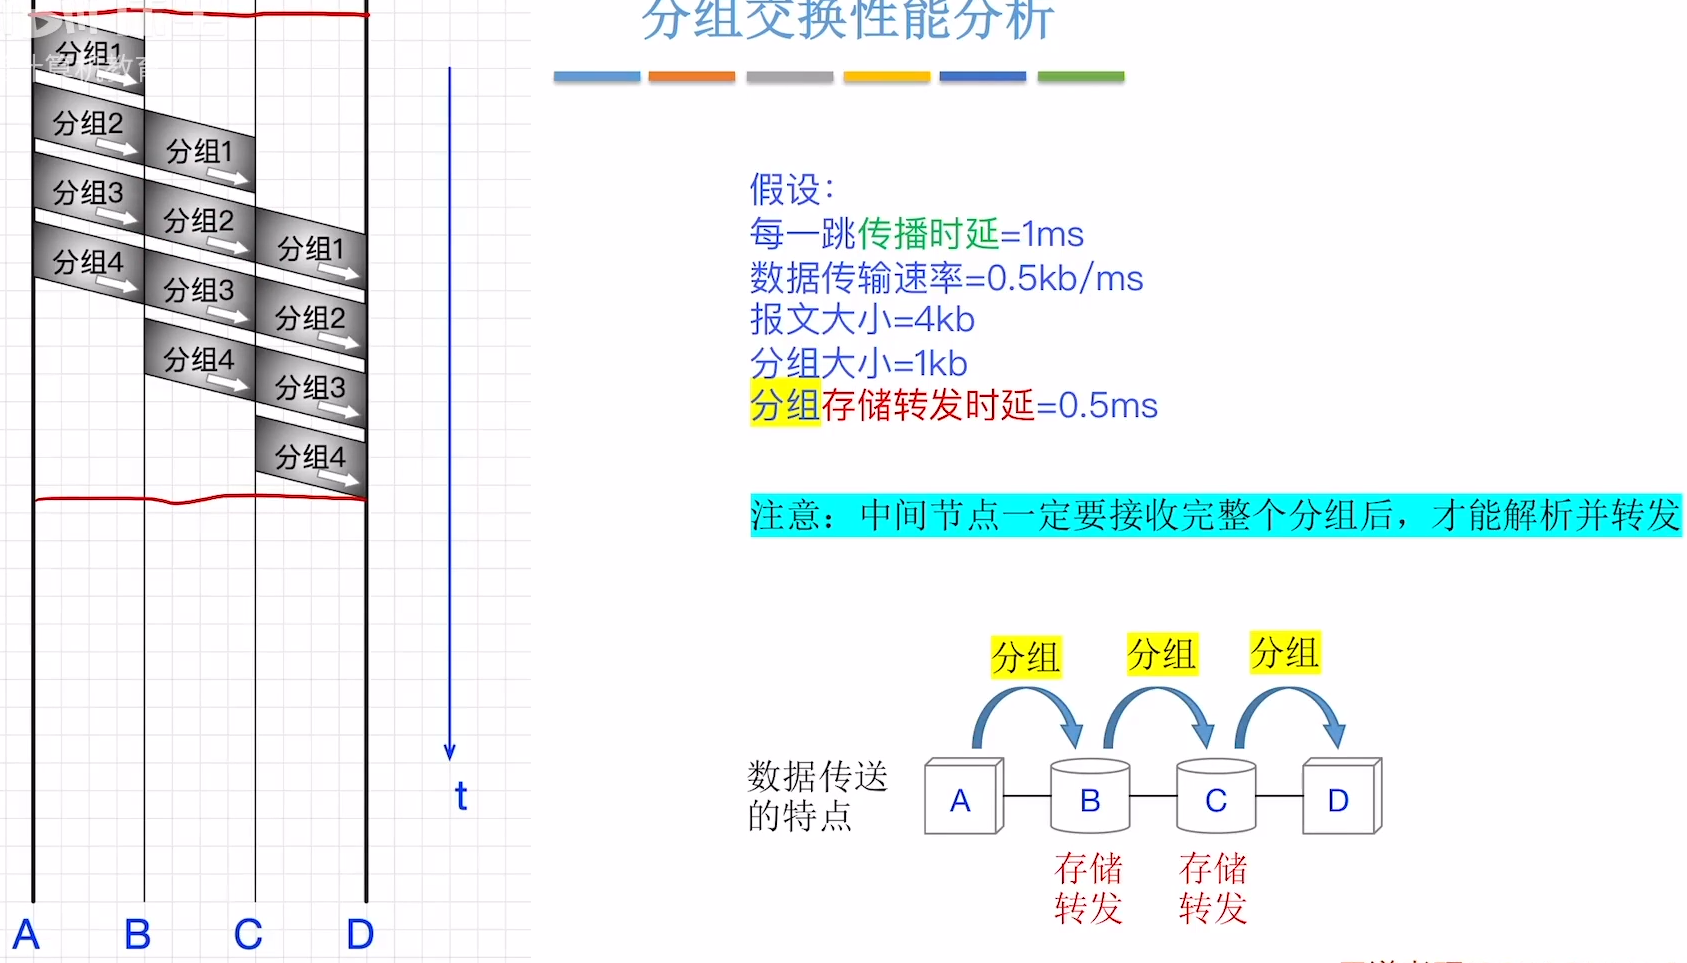 分组交换性能分析
计算机教育
分组1
分组2
分组1
分组3
分组2
分组1
分组4
分组3
分组2
分组4
分组3
分组4
t
A B C D
假设：
每一跳传播时延=1ms
数据传输速率=0.5kb/ms
报文大小=4kb
分组大小=1kb
分组存储转发时延=0.5ms
注意：中间节点一定要接收完整个分组后，才能解析并转发
分组 分组 分组
数据传送
的特点
A B C D
存储 存储
转发 转发